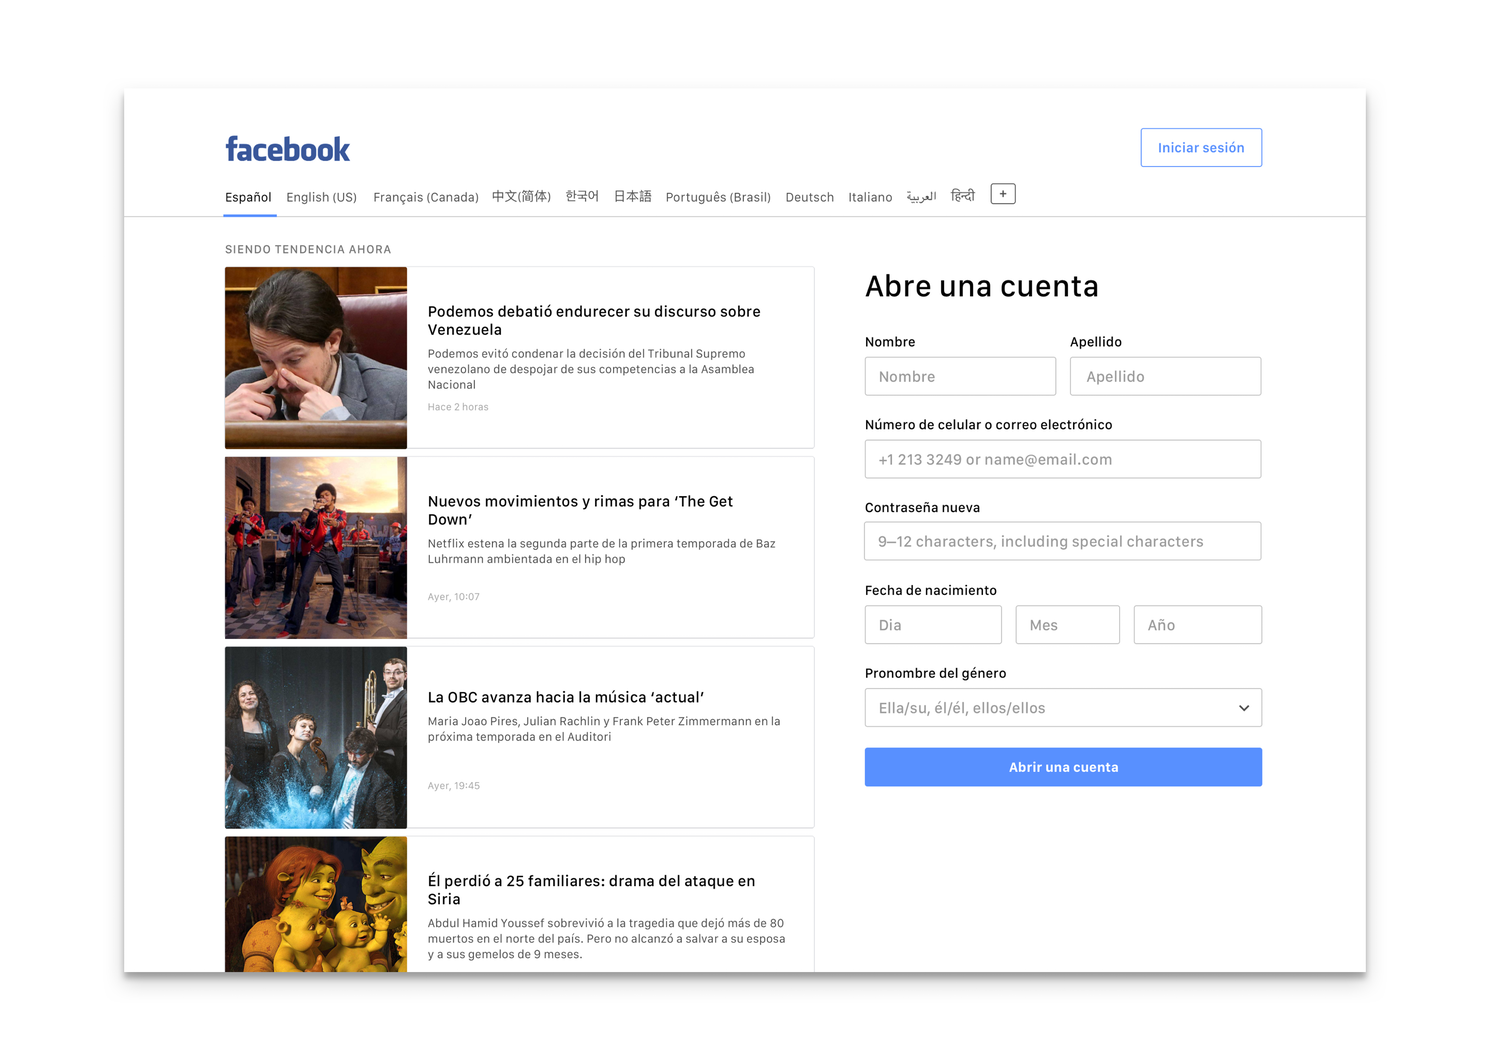 facebook
Iniciar sesión
Español English (US) Français (Canada) 中文(简体) 한국어 日本語 Português (Brasil) Deutsch Italiano العربية हिन्दी +
SIENDO TENDENCIA AHORA
Podemos debatió endurecer su discurso sobre
Venezuela
Podemos evitó condenar la decisión del Tribunal Supremo
venezolano de despojar de sus competencias a la Asamblea
Nacional
Hace 2 horas
Nuevos movimientos y rimas para ‘The Get
Down’
Netflix estena la segunda parte de la primera temporada de Baz
Luhrmann ambientada en el hip hop
Ayer, 10:07
La OBC avanza hacia la música ‘actual’
Maria Joao Pires, Julian Rachlin y Frank Peter Zimmermann en la
próxima temporada en el Auditori
Ayer, 19:45
Él perdió a 25 familiares: drama del ataque en
Siria
Abdul Hamid Youssef sobrevivió a la tragedia que dejó más de 80
muertos en el norte del país. Pero no alcanzó a salvar a su esposa
y a sus gemelos de 9 meses.
Abre una cuenta
Nombre Apellido
Nombre Apellido
Número de celular o correo electrónico
+1 213 3249 or name@email.com
Contraseña nueva
9–12 characters, including special characters
Fecha de nacimiento
Dia Mes Año
Pronombre del género
Ella/su, él/él, ellos/ellos
Abrir una cuenta